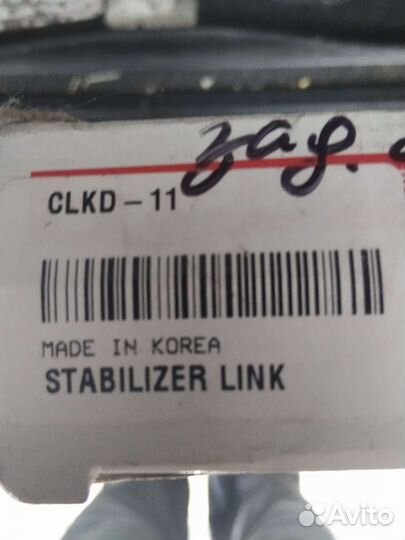 зад.
CLKD-11
MADE IN KOREA
STABILIZER LINK
Avito